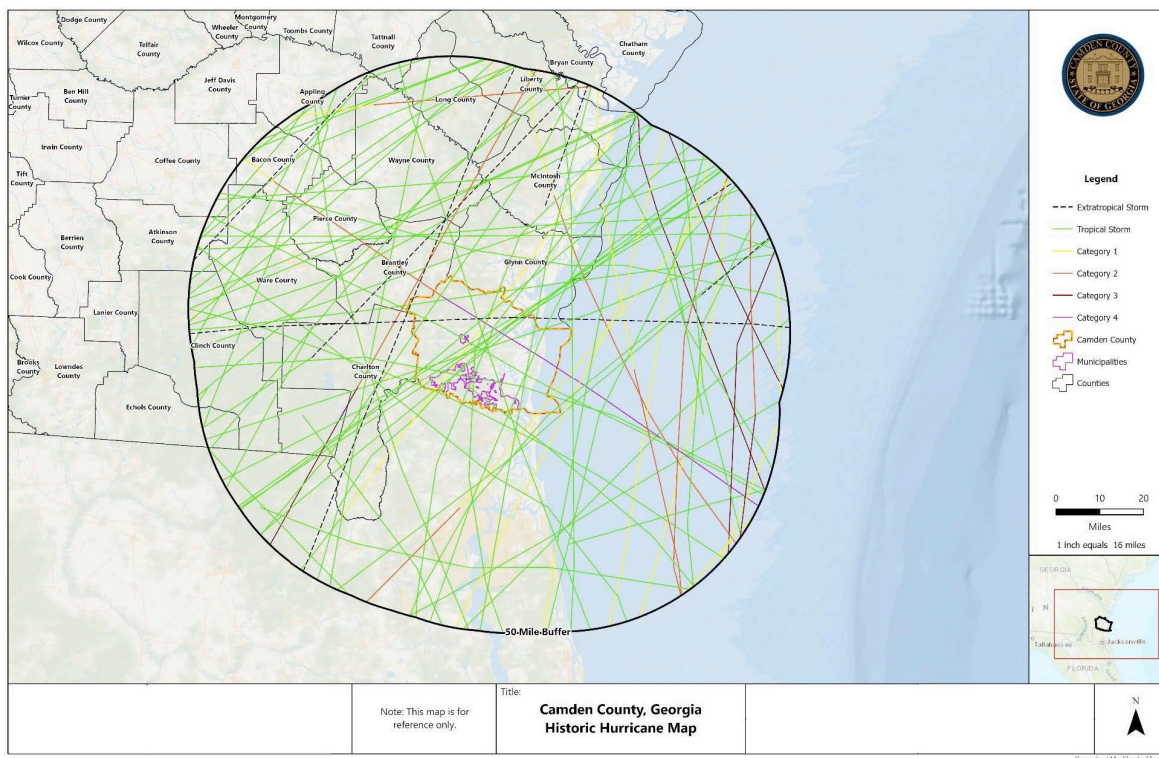 Dodge County
Montgomery
County
Wheeler
County
Toombs County
Tattnall
County
Chatham
County
Wilcox County
Telfair
County
Bryan County
Jeff Davis
County
Appling
County
Liberty
County
Ben Hill
County
Turner
County
Long County
Irwin County
Coffee County
Bacon County
Wayne County
Tift
County
McIntosh
County
Pierce County
Berrien
County
Atkinson
County
Brantley
County
Glynn County
Cook County
Ware County
Lanier County
Clinch County
Brooks
County
Lowndes
County
Charlton
County
Echols County
50-Mile-Buffer
CAMDEN COUNTY
STATE OF GEORGIA
Legend
Extratropical Storm
Tropical Storm
Category 1
Category 2
Category 3
Category 4
Camden County
Municipalities
Counties
0 10 20
Miles
1 inch equals 16 miles
GEORGIA
Tallahassee
Jacksonville
FLORIDA
Note: This map is for
reference only.
Title:
Camden County, Georgia
Historic Hurricane Map
N